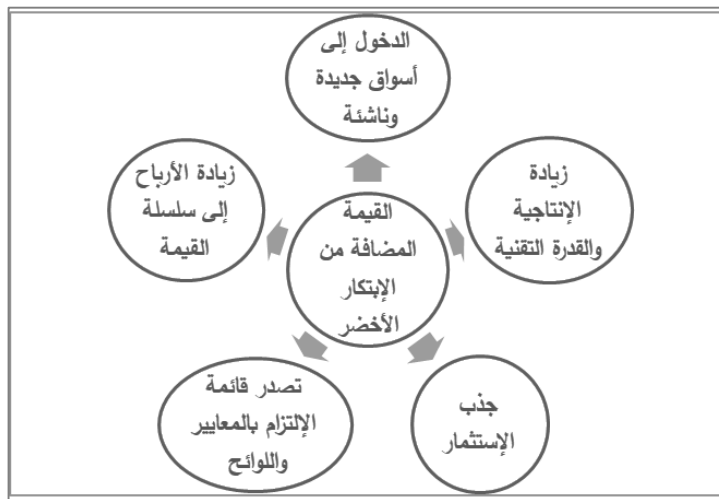 الدخول إلى
أسواق جديدة
وناشئة
زيادة
الإنتاجية
والقدرة التقنية
زيادة الأرباح
إلى سلسلة
القيمة
القيمة
المضافة من
الإبتكار
الأخضر
جذب
الإستثمار
تصدر قائمة
الإلتزام بالمعايير
واللوائح